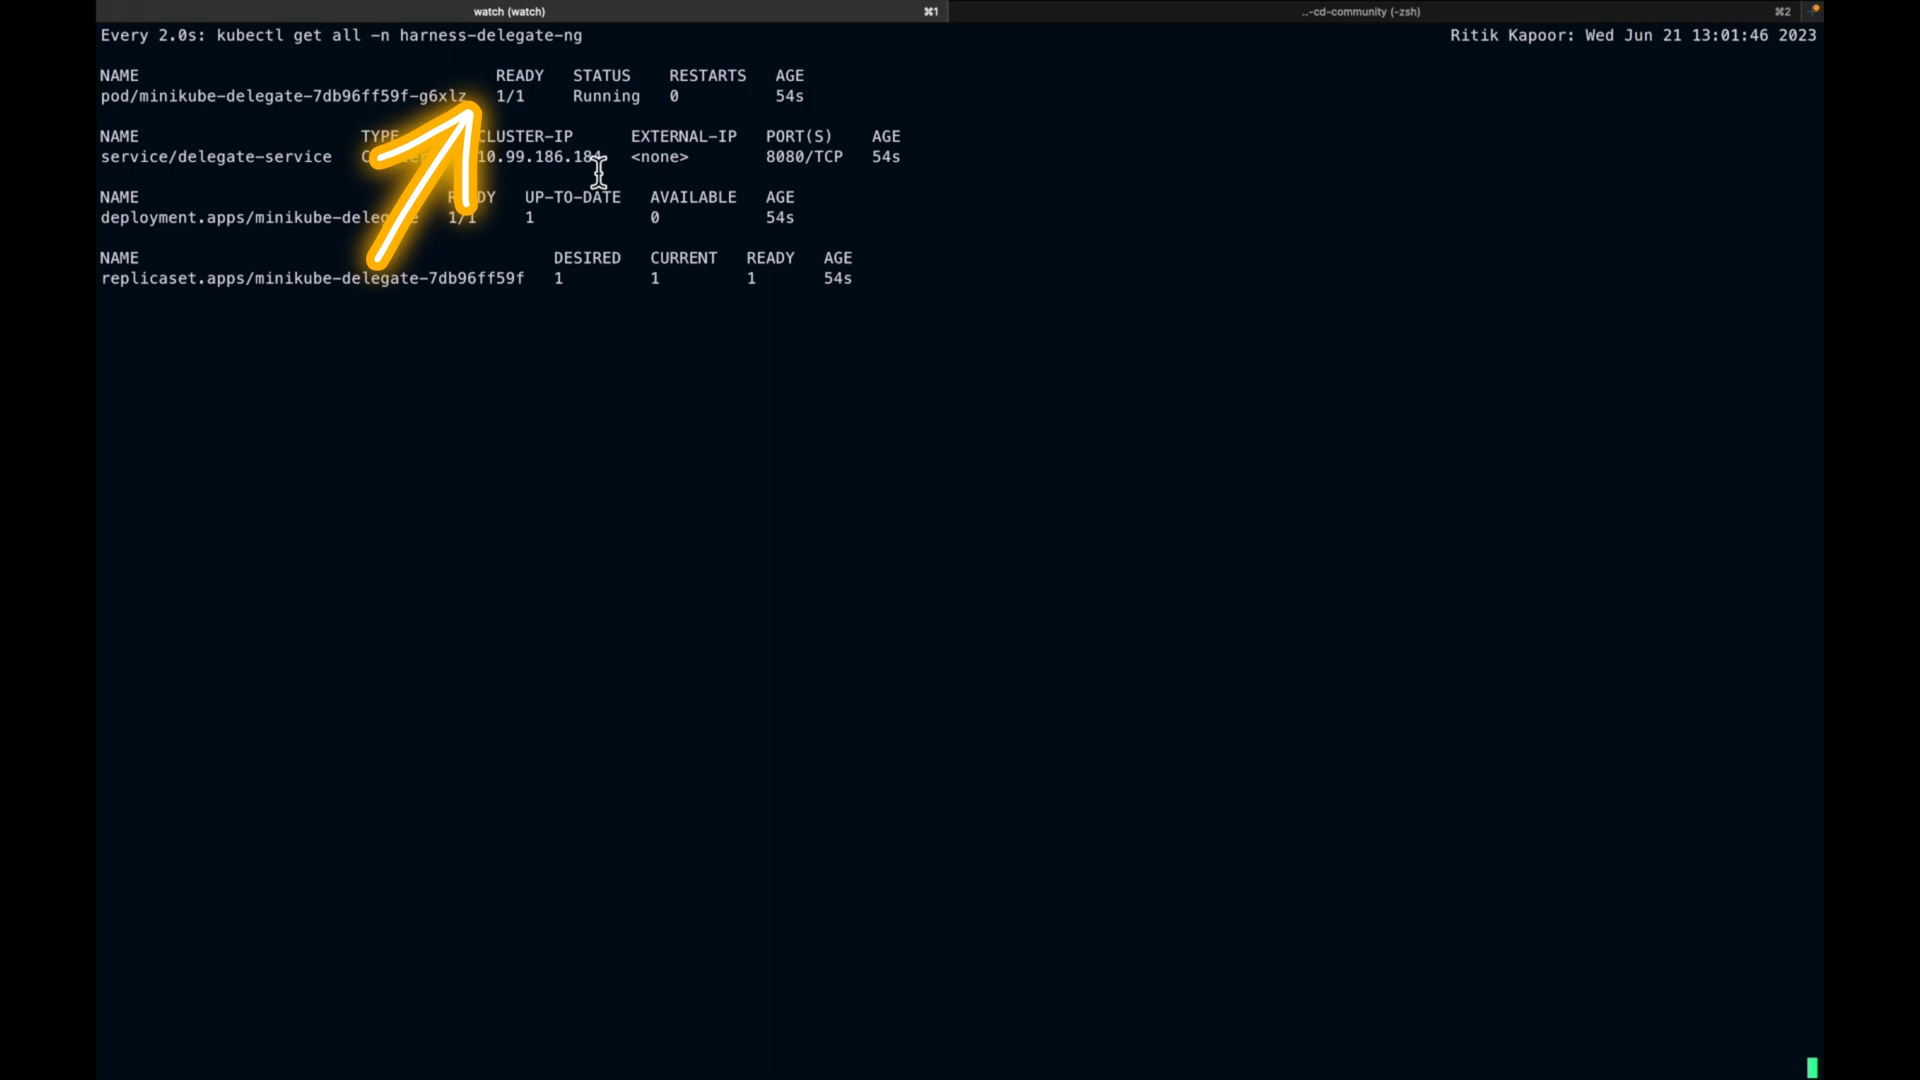 watch (watch) ⌘1 ..-cd-community (-zsh) ⌘2
Every 2.0s: kubectl get all -n harness-delegate-ng Ritik Kapoor: Wed Jun 21 13:01:46 2023
NAME READY STATUS RESTARTS AGE
pod/minikube-delegate-7db96ff59f-g6xlz 1/1 Running 0 54s
NAME TYPE CLUSTER-IP EXTERNAL-IP PORT(S) AGE
service/delegate-service 10.99.186.184 <none> 8080/TCP 54s
NAME UP-TO-DATE AVAILABLE AGE
deployment.apps/minikube-delegate 1/1 1 0 54s
NAME DESIRED CURRENT READY AGE
replicaset.apps/minikube-delegate-7db96ff59f 1 1 1 54s